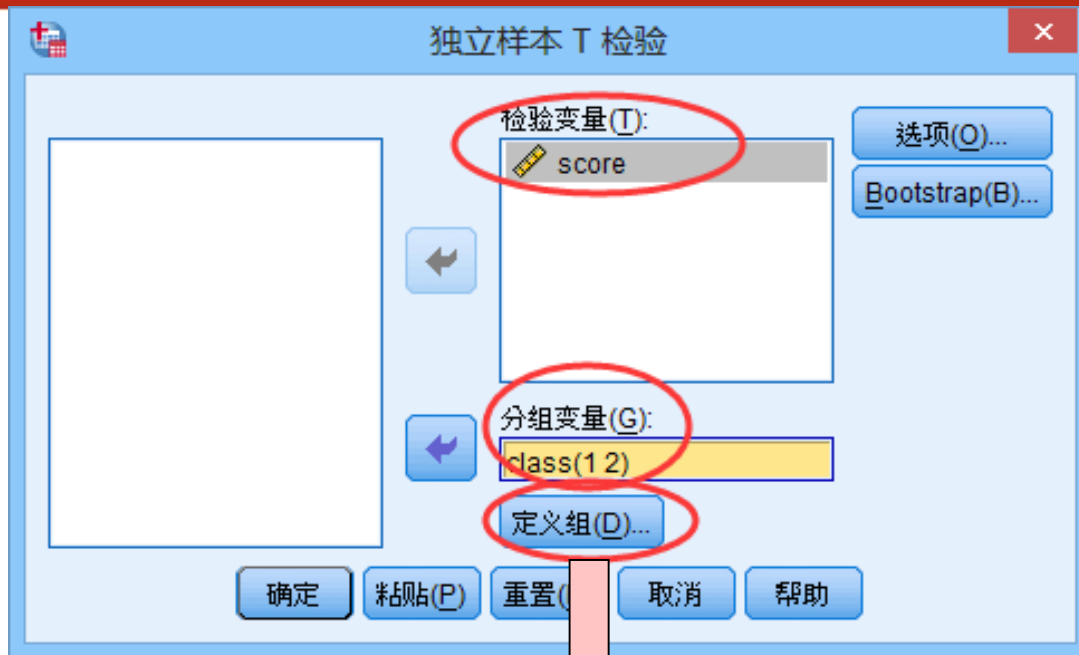 独立样本 T 检验
检验变量(T):
score
选项(O)...
Bootstrap(B)...
分组变量(G):
class(1 2)
定义组(D)...
确定
粘贴(P)
重置(
取消
帮助